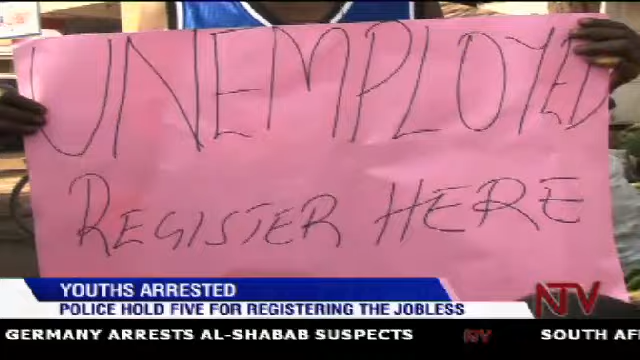 UNEMPLOYED
REGISTER HERE
YOUTHS ARRESTED
POLICE HOLD FIVE FOR REGISTERING THE JOBLESS
NTV
GERMANY ARRESTS AL-SHABAB SUSPECTS NTV SOUTH AF